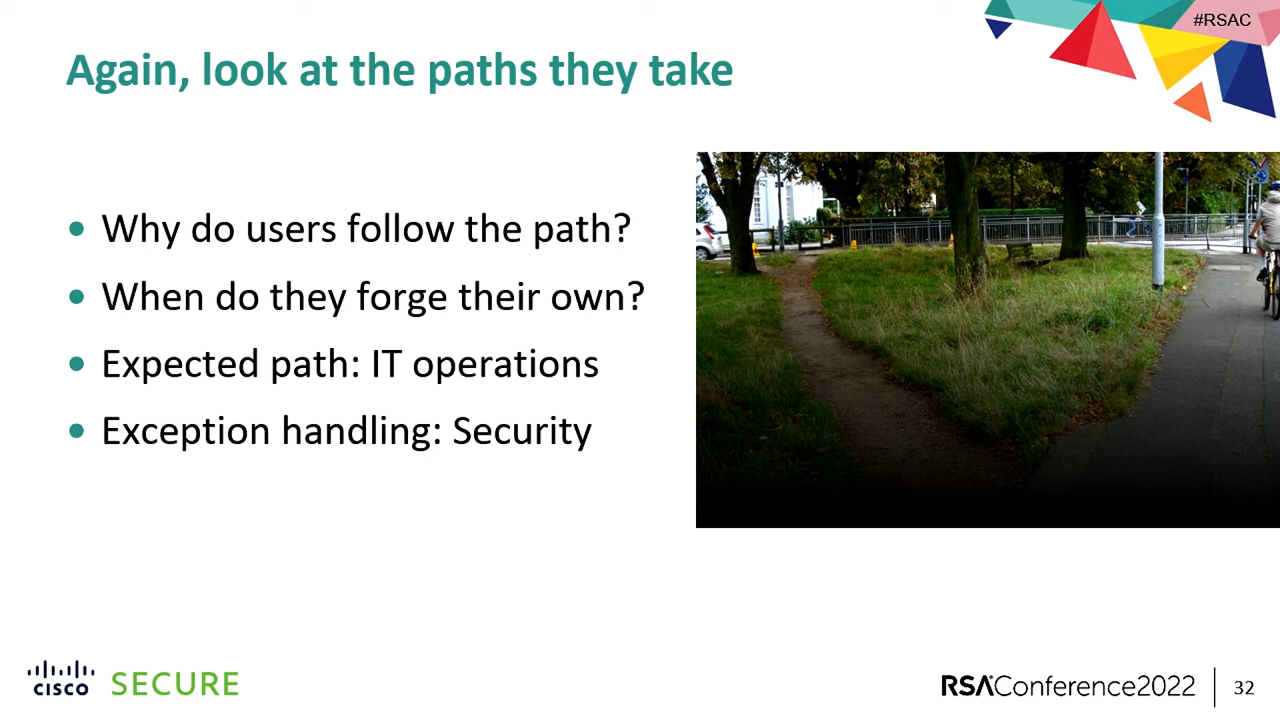 #RSAC
Again, look at the paths they take
• Why do users follow the path?
• When do they forge their own?
• Expected path: IT operations
• Exception handling: Security
CISCO SECURE
RSAConference2022
32